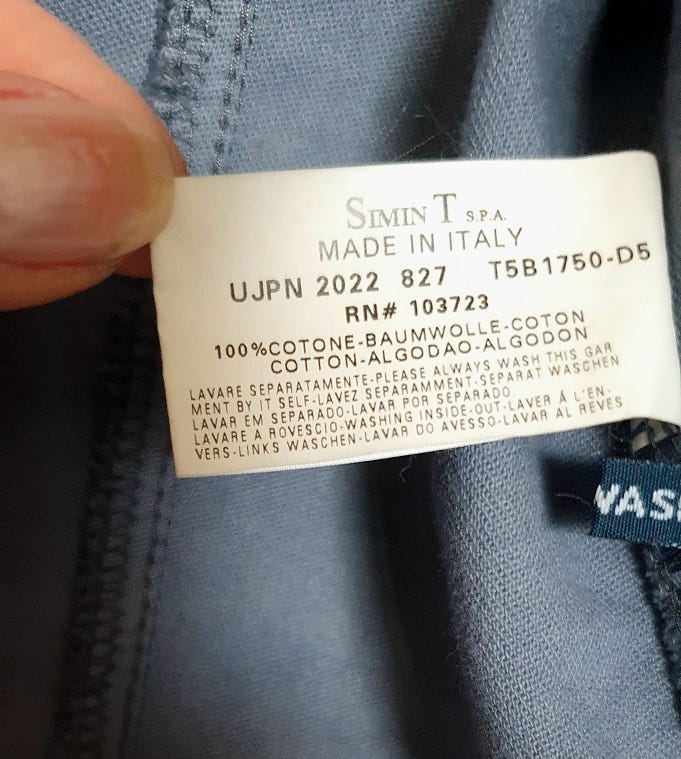 SIMIN T S.P.A.
MADE IN ITALY
UJPN 2022 827 T5B1750-D5
RN# 103723
100%COTONE-BAUMWOLLE-COTON
COTTON-ALGODAO-ALGODON
LAVARE SEPARATAMENTE-PLEASE ALWAYS WASH THIS GAR
MENT BY IT SELF-LAVEZ SEPARAMMENT-SEPARAT WASCHEN
LAVAR EM SEPARADO-LAVAR POR SEPARADO
LAVARE A ROVESCIO-WASHING INSIDE-OUT-LAVER À L'EN-
VERS-LINKS WASCHEN-LAVAR DO AVESSO-LAVAR AL REVES